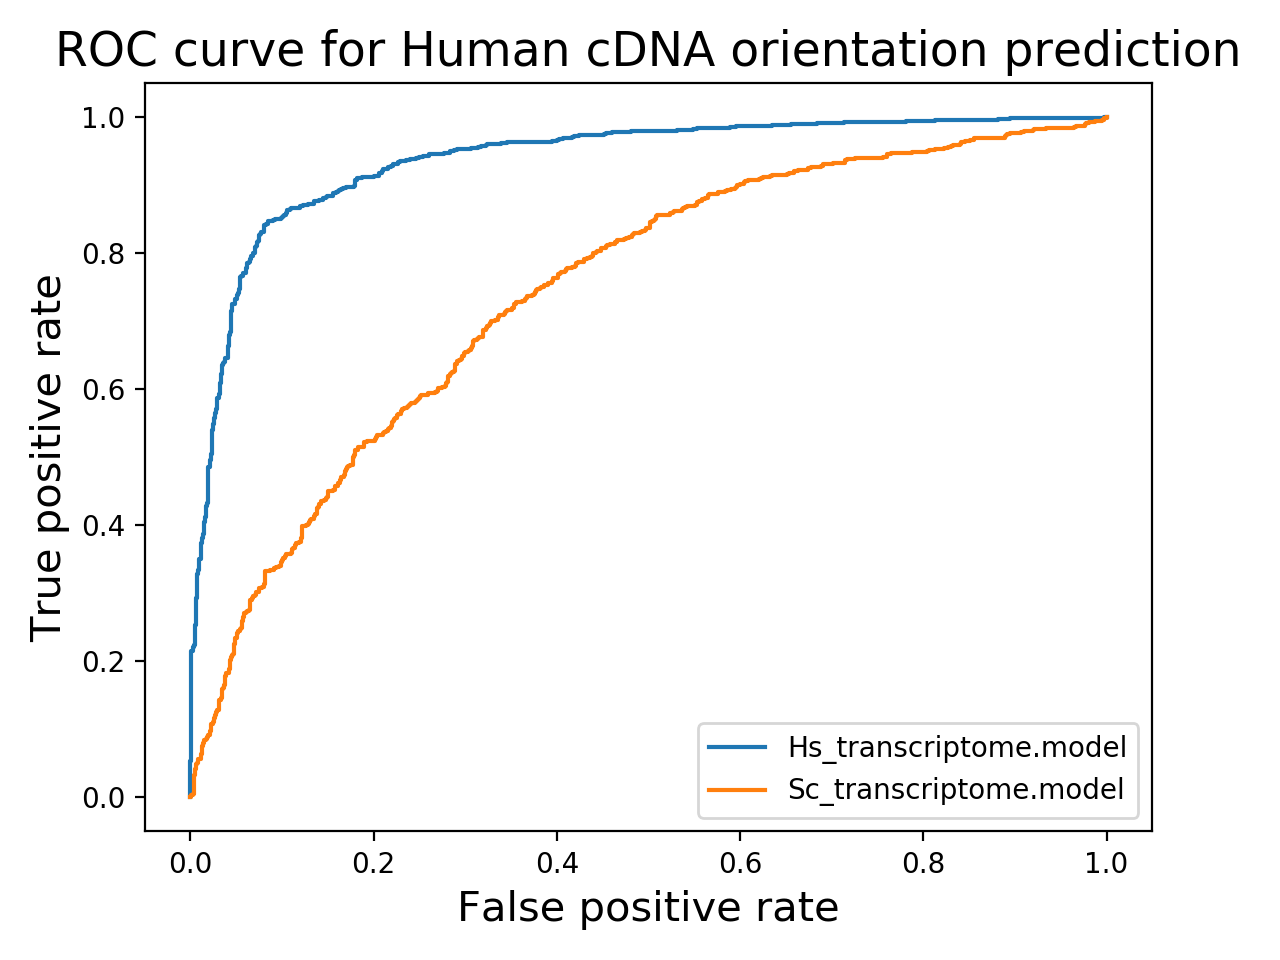 ROC curve for Human cDNA orientation prediction
True positive rate
1.0
0.8
0.6
0.4
0.2
0.0
Hs_transcriptome.model
Sc_transcriptome.model
0.0 0.2 0.4 0.6 0.8 1.0
False positive rate